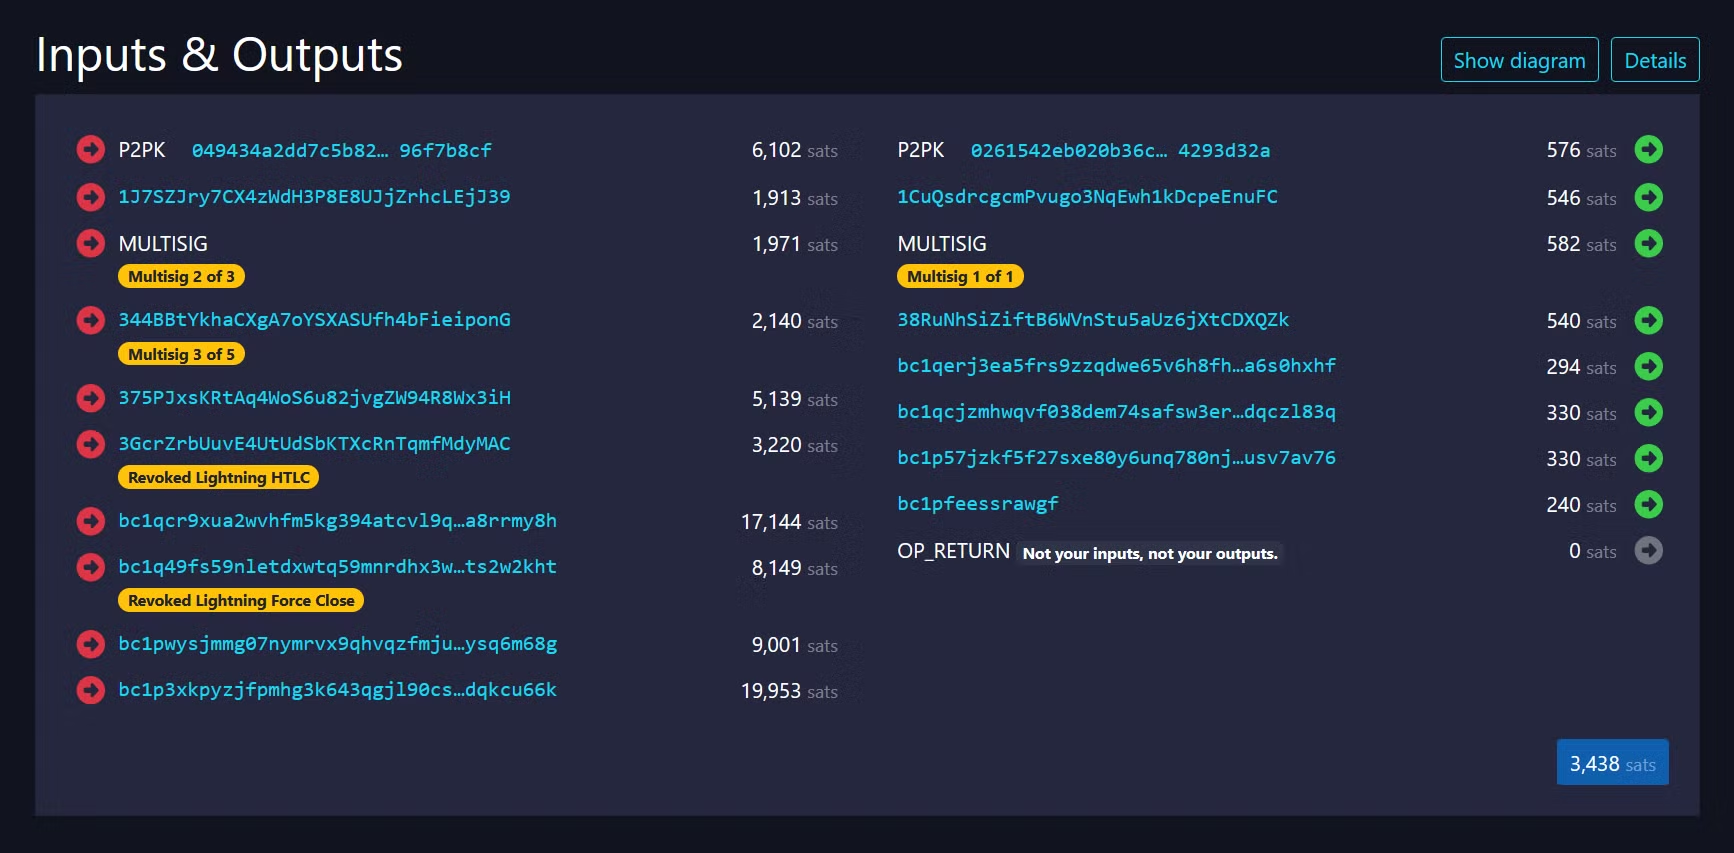 Inputs & Outputs
Show diagram
Details
P2PK 049434a2dd7c5b82… 96f7b8cf 6,102 sats
1J7SZJry7CX4zWdH3P8E8UJjZrhcLEjJ39 1,913 sats
MULTISIG 1,971 sats
Multisig 2 of 3
344BBtYkhaCXgA7oYSXASUfh4bFieiponG 2,140 sats
Multisig 3 of 5
375PJxsKRtAq4WoS6u82jvgZW94R8Wx3iH 5,139 sats
3GcrZrbUuvE4UtUdSbKTXcRnTqmfMdyMAC 3,220 sats
Revoked Lightning HTLC
bc1qcr9xua2wvhfm5kg394atcvl9q…a8rrmy8h 17,144 sats
bc1q49fs59nletdxwtq59mnrdhx3w…ts2w2kht 8,149 sats
Revoked Lightning Force Close
bc1pwysjmmg07nymrvx9qhvqzfmju…ysq6m68g 9,001 sats
bc1p3xkpyzjfpmhg3k643qgjl90cs…dqkcu66k 19,953 sats
P2PK 0261542eb020b36c… 4293d32a 576 sats
1CuQsdrcgcmPvugo3NqEwh1kDcpeEnuFC 546 sats
MULTISIG 582 sats
Multisig 1 of 1
38RuNhSiZiftB6WVnStu5aUz6jXtCDXQZk 540 sats
bc1qerj3ea5frs9zzqdwe65v6h8fh…a6s0hxhf 294 sats
bc1qcjzmhwqvf038dem74safsw3er…dqczl83q 330 sats
bc1p57jzkf5f27sxe80y6unq780nj…usv7av76 330 sats
bc1pfeessrawgf 240 sats
OP_RETURN Not your inputs, not your outputs. 0 sats
3,438 sats